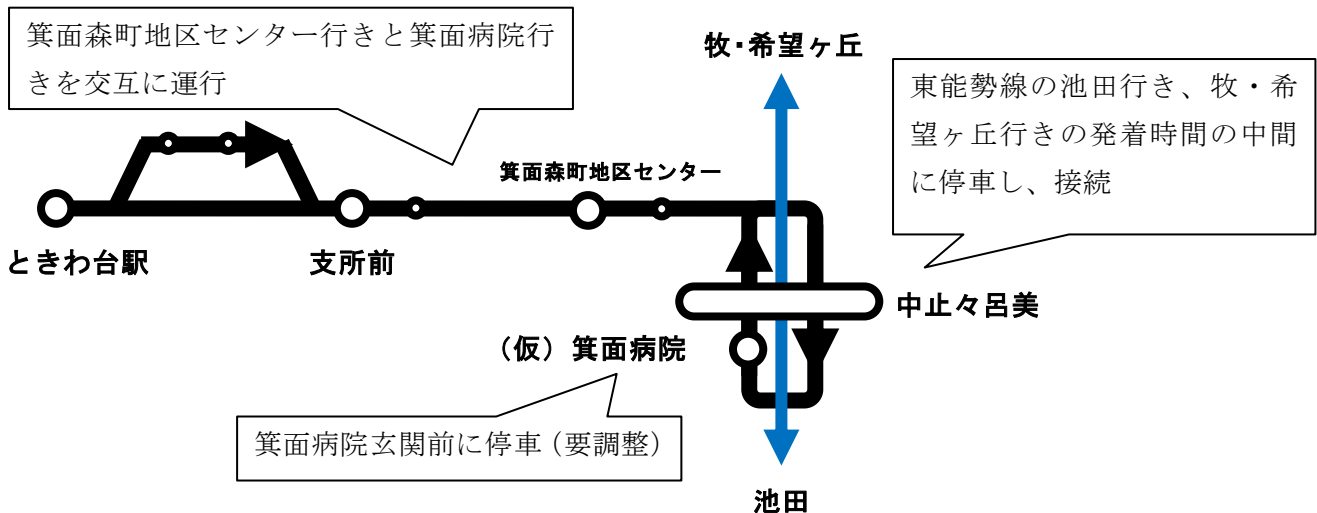 箕面森町地区センター行きと箕面病院行
きを交互に運行
牧・希望ヶ丘
東能勢線の池田行き、牧・希
望ヶ丘行きの発着時間の中間
に停車し、接続
箕面森町地区センター
ときわ台駅
支所前
中止々呂美
（仮）箕面病院
箕面病院玄関前に停車（要調整）
池田